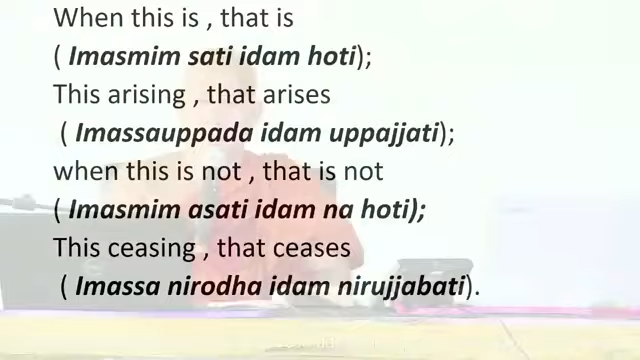 When this is , that is
( Imasmim sati idam hoti);
This arising , that arises
( Imassauppada idam uppajjati);
when this is not , that is not
( Imasmim asati idam na hoti);
This ceasing , that ceases
( Imassa nirodha idam nirujjabati).